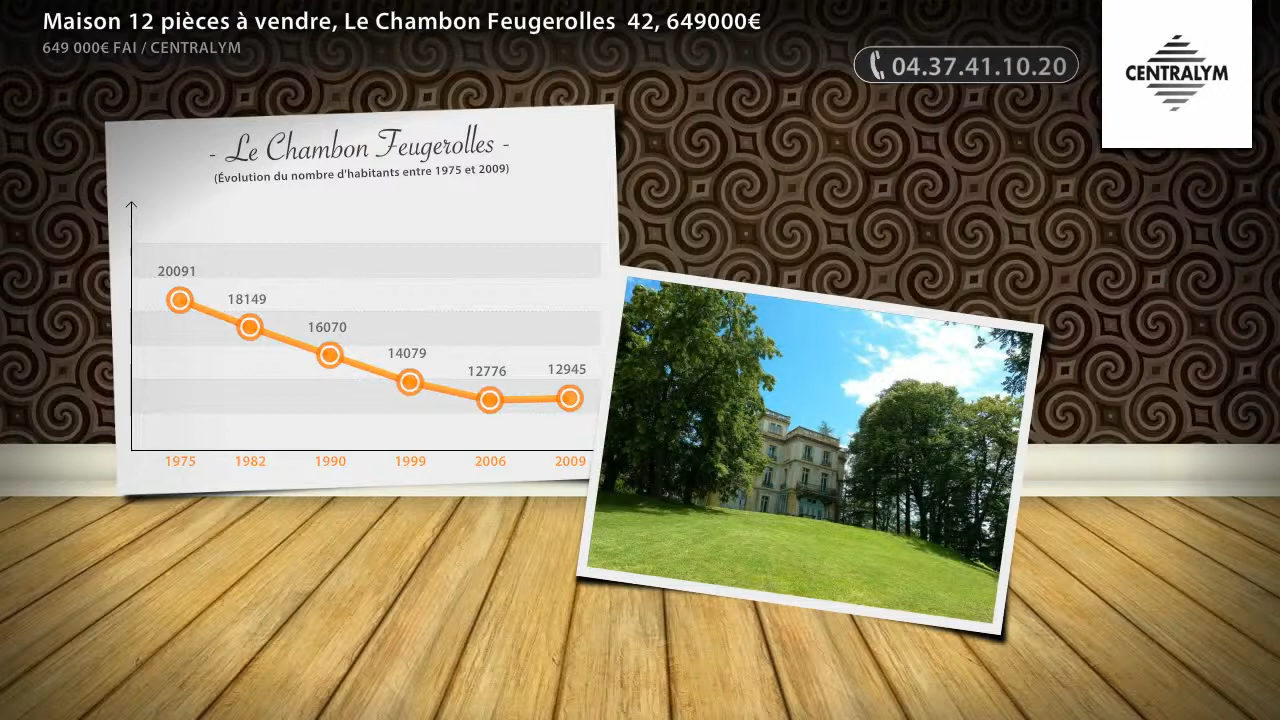 Maison 12 pièces à vendre, Le Chambon Feugerolles  42, 649000€
649 000€ FAI / CENTRALYM
04.37.41.10.20
CENTRALYM
- Le Chambon Feugerolles -
(Évolution du nombre d'habitants entre 1975 et 2009)
20091
18149
16070
14079
12776
12945
1975 1982 1990 1999 2006 2009